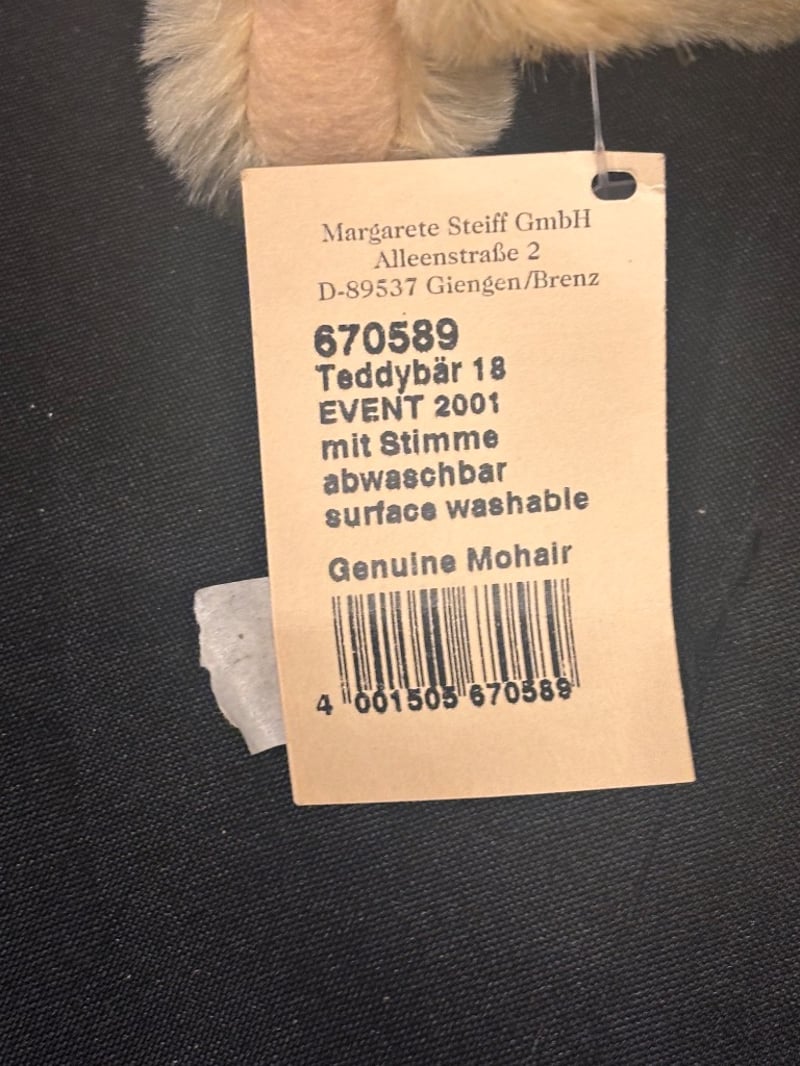 Margarete Steiff GmbH
Alleenstraße 2
D-89537 Giengen/Brenz
670589
Teddybär 18
EVENT 2001
mit Stimme
abwaschbar
surface washable
Genuine Mohair
4 001505 670589